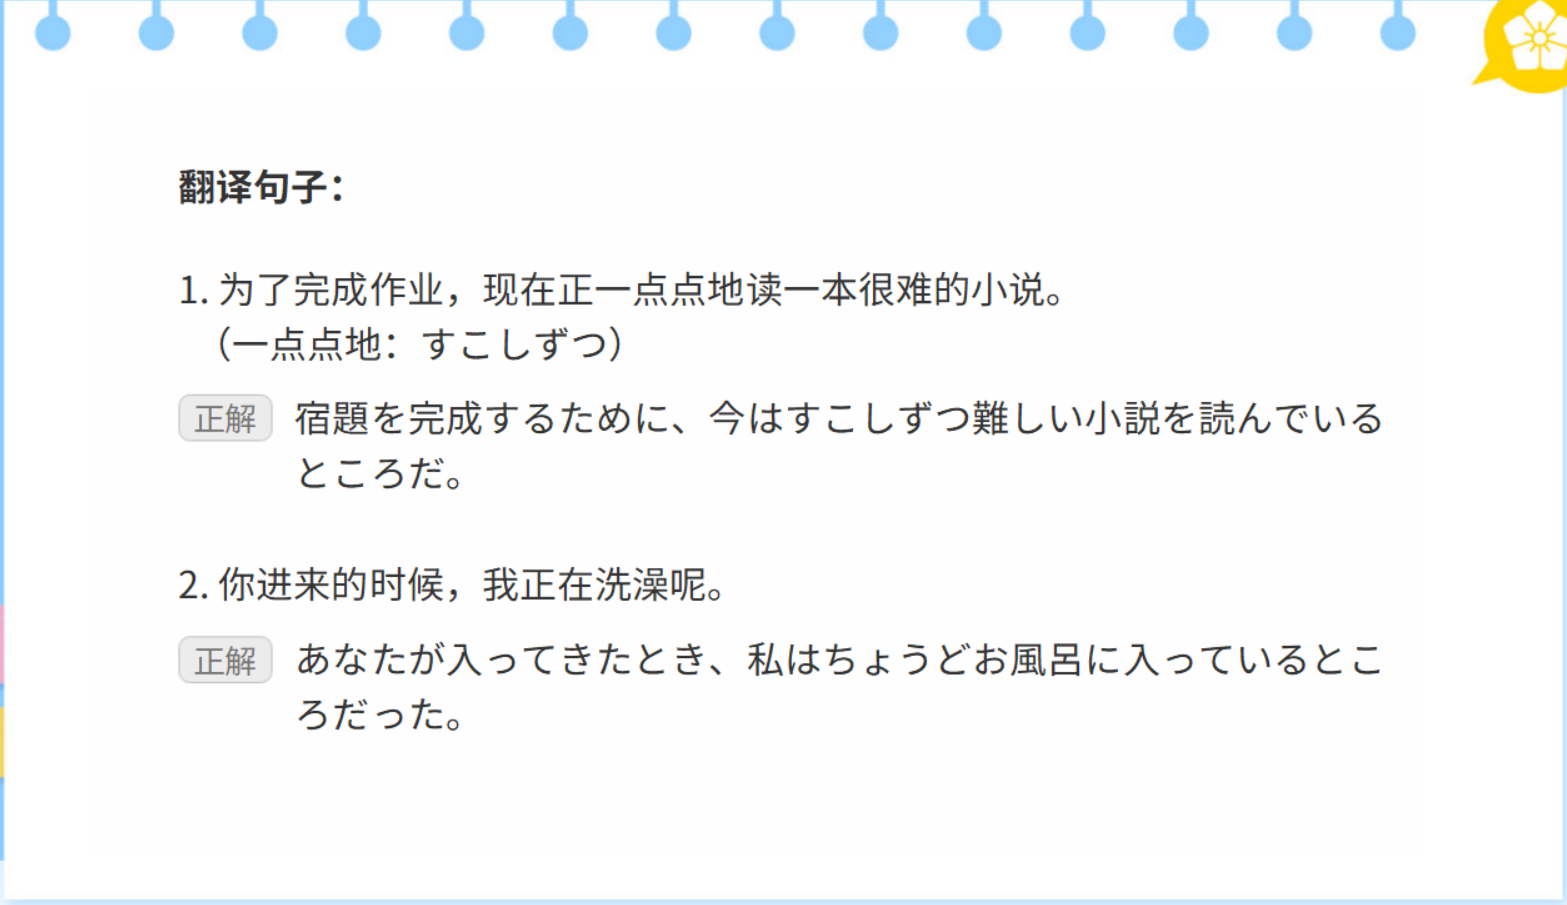 翻译句子：
1. 为了完成作业，现在正一点点地读一本很难的小说。
（一点点地：すこしずつ）
正解 宿題を完成するために、今はすこしずつ難しい小説を読んでいる
ところだ。
2. 你进来的时候，我正在洗澡呢。
正解 あなたが入ってきたとき、私はちょうどお風呂に入っているとこ
ろだった。